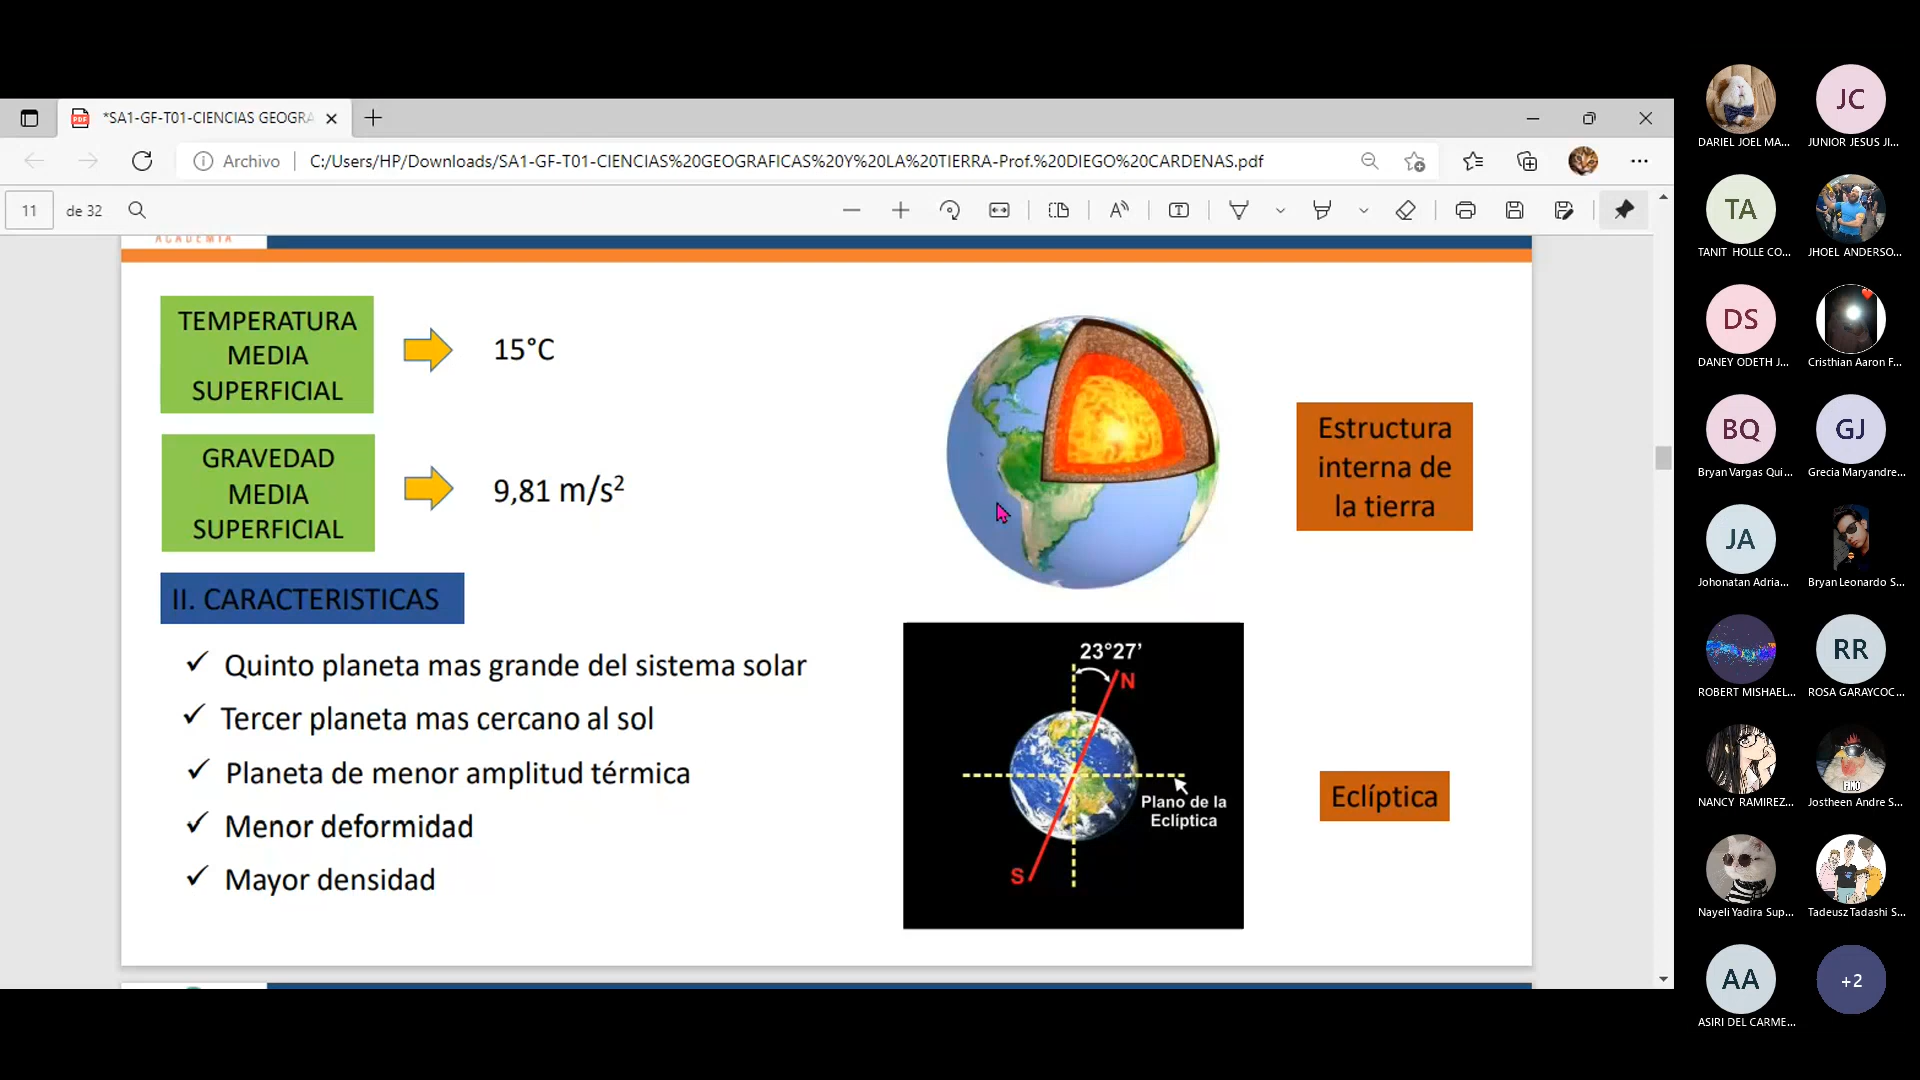 *SA1-GF-T01-CIENCIAS GEOGRA
Archivo
C:/Users/HP/Downloads/SA1-GF-T01-CIENCIAS%20GEOGRAFICAS%20Y%20LA%20TIERRA-Prof.%20DIEGO%20CARDENAS.pdf
11
de 32
ACADEMIA
TEMPERATURA
MEDIA
SUPERFICIAL
15°C
GRAVEDAD
MEDIA
SUPERFICIAL
9,81 m/s²
Estructura
interna de
la tierra
II. CARACTERISTICAS
Quinto planeta mas grande del sistema solar
Tercer planeta mas cercano al sol
Planeta de menor amplitud térmica
Menor deformidad
Mayor densidad
23°27’
N
Plano de la
Eclíptica
S
Eclíptica
JC
DARIEL JOEL MA...
JUNIOR JESUS JI...
TA
TANIT HOLLE CO...
JHOEL ANDERSO...
DS
DANEY ODETH J...
Cristhian Aaron F...
BQ
GJ
Bryan Vargas Qui...
Grecia Maryandre...
JA
Johonatan Adria...
Bryan Leonardo S...
RR
ROBERT MISHAEL...
ROSA GARAYCOC...
NANCY RAMIREZ...
Jostheen Andre S...
Nayeli Yadira Sup...
Tadeusz Tadashi S...
AA
+2
ASIRI DEL CARME...